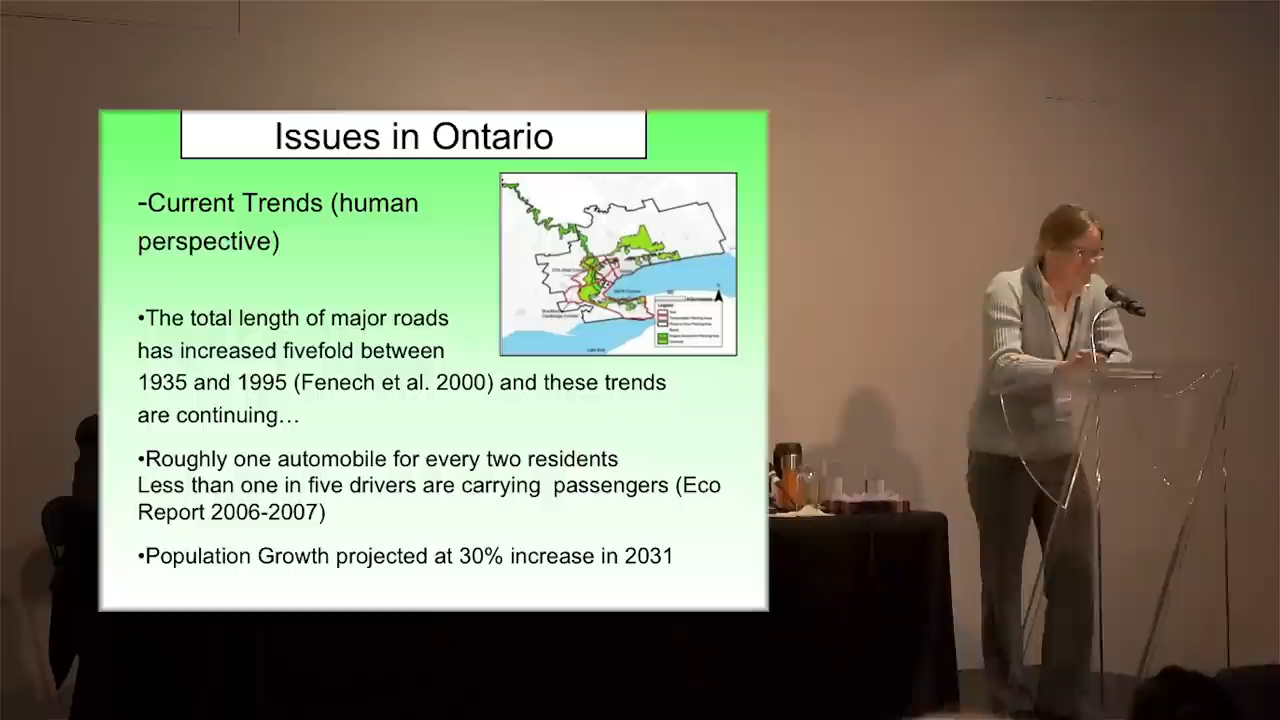 Issues in Ontario
-Current Trends (human
perspective)
•The total length of major roads
has increased fivefold between
1935 and 1995 (Fenech et al. 2000) and these trends
are continuing…
•Roughly one automobile for every two residents
Less than one in five drivers are carrying  passengers (Eco
Report 2006-2007)
•Population Growth projected at 30% increase in 2031